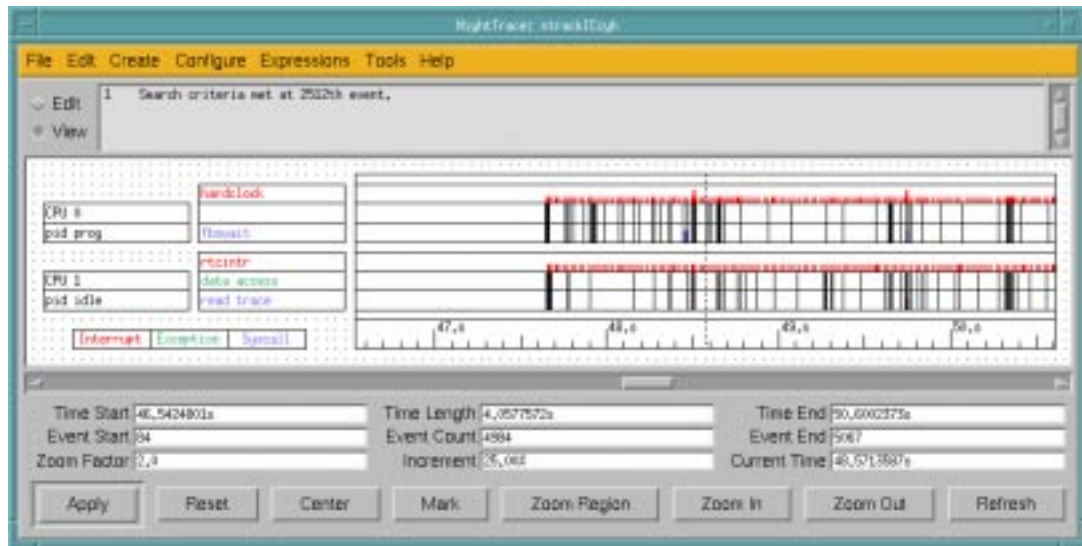 File Edit Create Configure Expressions Tools Help
Edit
View
1 Search criteria met at 2512th event.
hardclock
CPU 0
pid prog
fbswait
rtcintr
CPU 1
data access
pid idle
read trace
47.s 48.s 49.s 50.s
Interrupt Exception Syscall
Time Start 46.5424801s Time Length 4.0577572s Time End 50.6002373s
Event Start 84 Event Count 4984 Event End 5067
Zoom Factor 2.0 Increment 25.00% Current Time 48.5713587s
Apply Reset Center Mark Zoom Region Zoom In Zoom Out Refresh